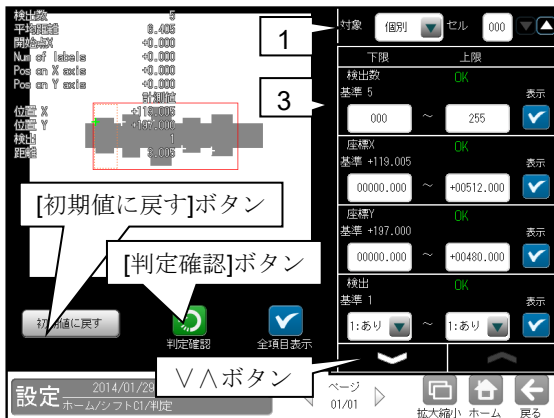 検出数 5
平均距離 8.405
開始点X +0.000
Num of labels +0.000
Pos on X axis +0.000
Pos on Y axis +0.000
計測値
位置 X +119.005
位置 Y +197.000
検出 1
距離 8.005
1
3
[初期値に戻す]ボタン
[判定確認]ボタン
初期値に戻す
判定確認
全項目表示
∨∧ボタン
対象 個別 セル 000
下限 上限
検出数 OK
基準 5 表示
000 ~ 255
座標X OK
基準 +119.005 表示
00000.000 ~ +00512.000
座標Y OK
基準 +197.000 表示
00000.000 ~ +00480.000
検出 OK
基準 1 表示
1:あり ~ 1:あり
設定 2014/01/29
ホーム/シフトC1/判定
ページ
01/01
拡大縮小 ホーム 戻る